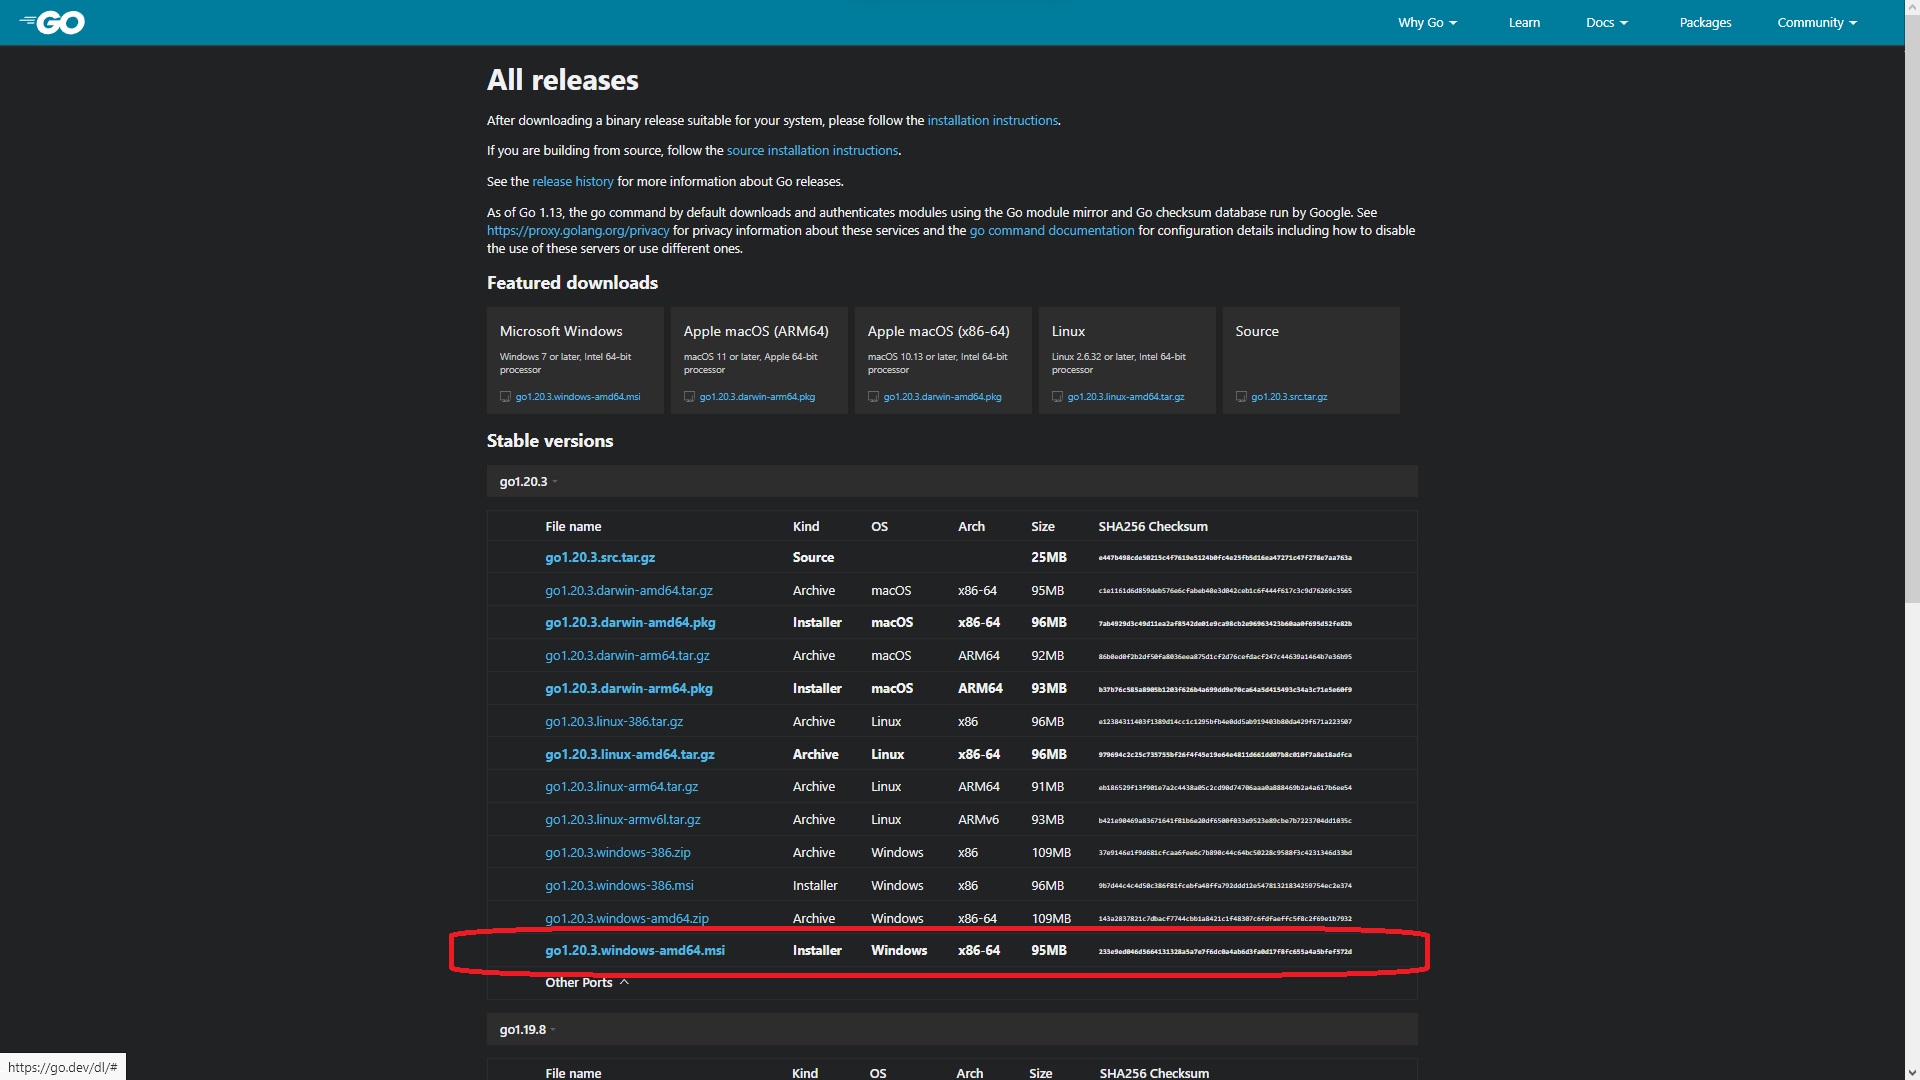 GO
Why Go
Learn
Docs
Packages
Community
All releases
After downloading a binary release suitable for your system, please follow the installation instructions.
If you are building from source, follow the source installation instructions.
See the release history for more information about Go releases.
As of Go 1.13, the go command by default downloads and authenticates modules using the Go module mirror and Go checksum database run by Google. See
https://proxy.golang.org/privacy for privacy information about these services and the go command documentation for configuration details including how to disable
the use of these servers or use different ones.
Featured downloads
Microsoft Windows
Windows 7 or later, Intel 64-bit
processor
go1.20.3.windows-amd64.msi
Apple macOS (ARM64)
macOS 11 or later, Apple 64-bit
processor
go1.20.3.darwin-arm64.pkg
Apple macOS (x86-64)
macOS 10.13 or later, Intel 64-bit
processor
go1.20.3.darwin-amd64.pkg
Linux
Linux 2.6.32 or later, Intel 64-bit
processor
go1.20.3.linux-amd64.tar.gz
Source
go1.20.3.src.tar.gz
Stable versions
go1.20.3
File name Kind OS Arch Size SHA256 Checksum
go1.20.3.src.tar.gz Source 25MB
go1.20.3.darwin-amd64.tar.gz Archive macOS x86-64 95MB
go1.20.3.darwin-amd64.pkg Installer macOS x86-64 96MB
go1.20.3.darwin-arm64.tar.gz Archive macOS ARM64 92MB
go1.20.3.darwin-arm64.pkg Installer macOS ARM64 93MB
go1.20.3.linux-386.tar.gz Archive Linux x86 96MB
go1.20.3.linux-amd64.tar.gz Archive Linux x86-64 96MB
go1.20.3.linux-arm64.tar.gz Archive Linux ARM64 91MB
go1.20.3.linux-armv6l.tar.gz Archive Linux ARMv6 93MB
go1.20.3.windows-386.zip Archive Windows x86 109MB
go1.20.3.windows-386.msi Installer Windows x86 96MB
go1.20.3.windows-amd64.zip Archive Windows x86-64 109MB
go1.20.3.windows-amd64.msi Installer Windows x86-64 95MB
Other Ports
go1.19.8
File name Kind OS Arch Size SHA256 Checksum
https://go.dev/dl/#